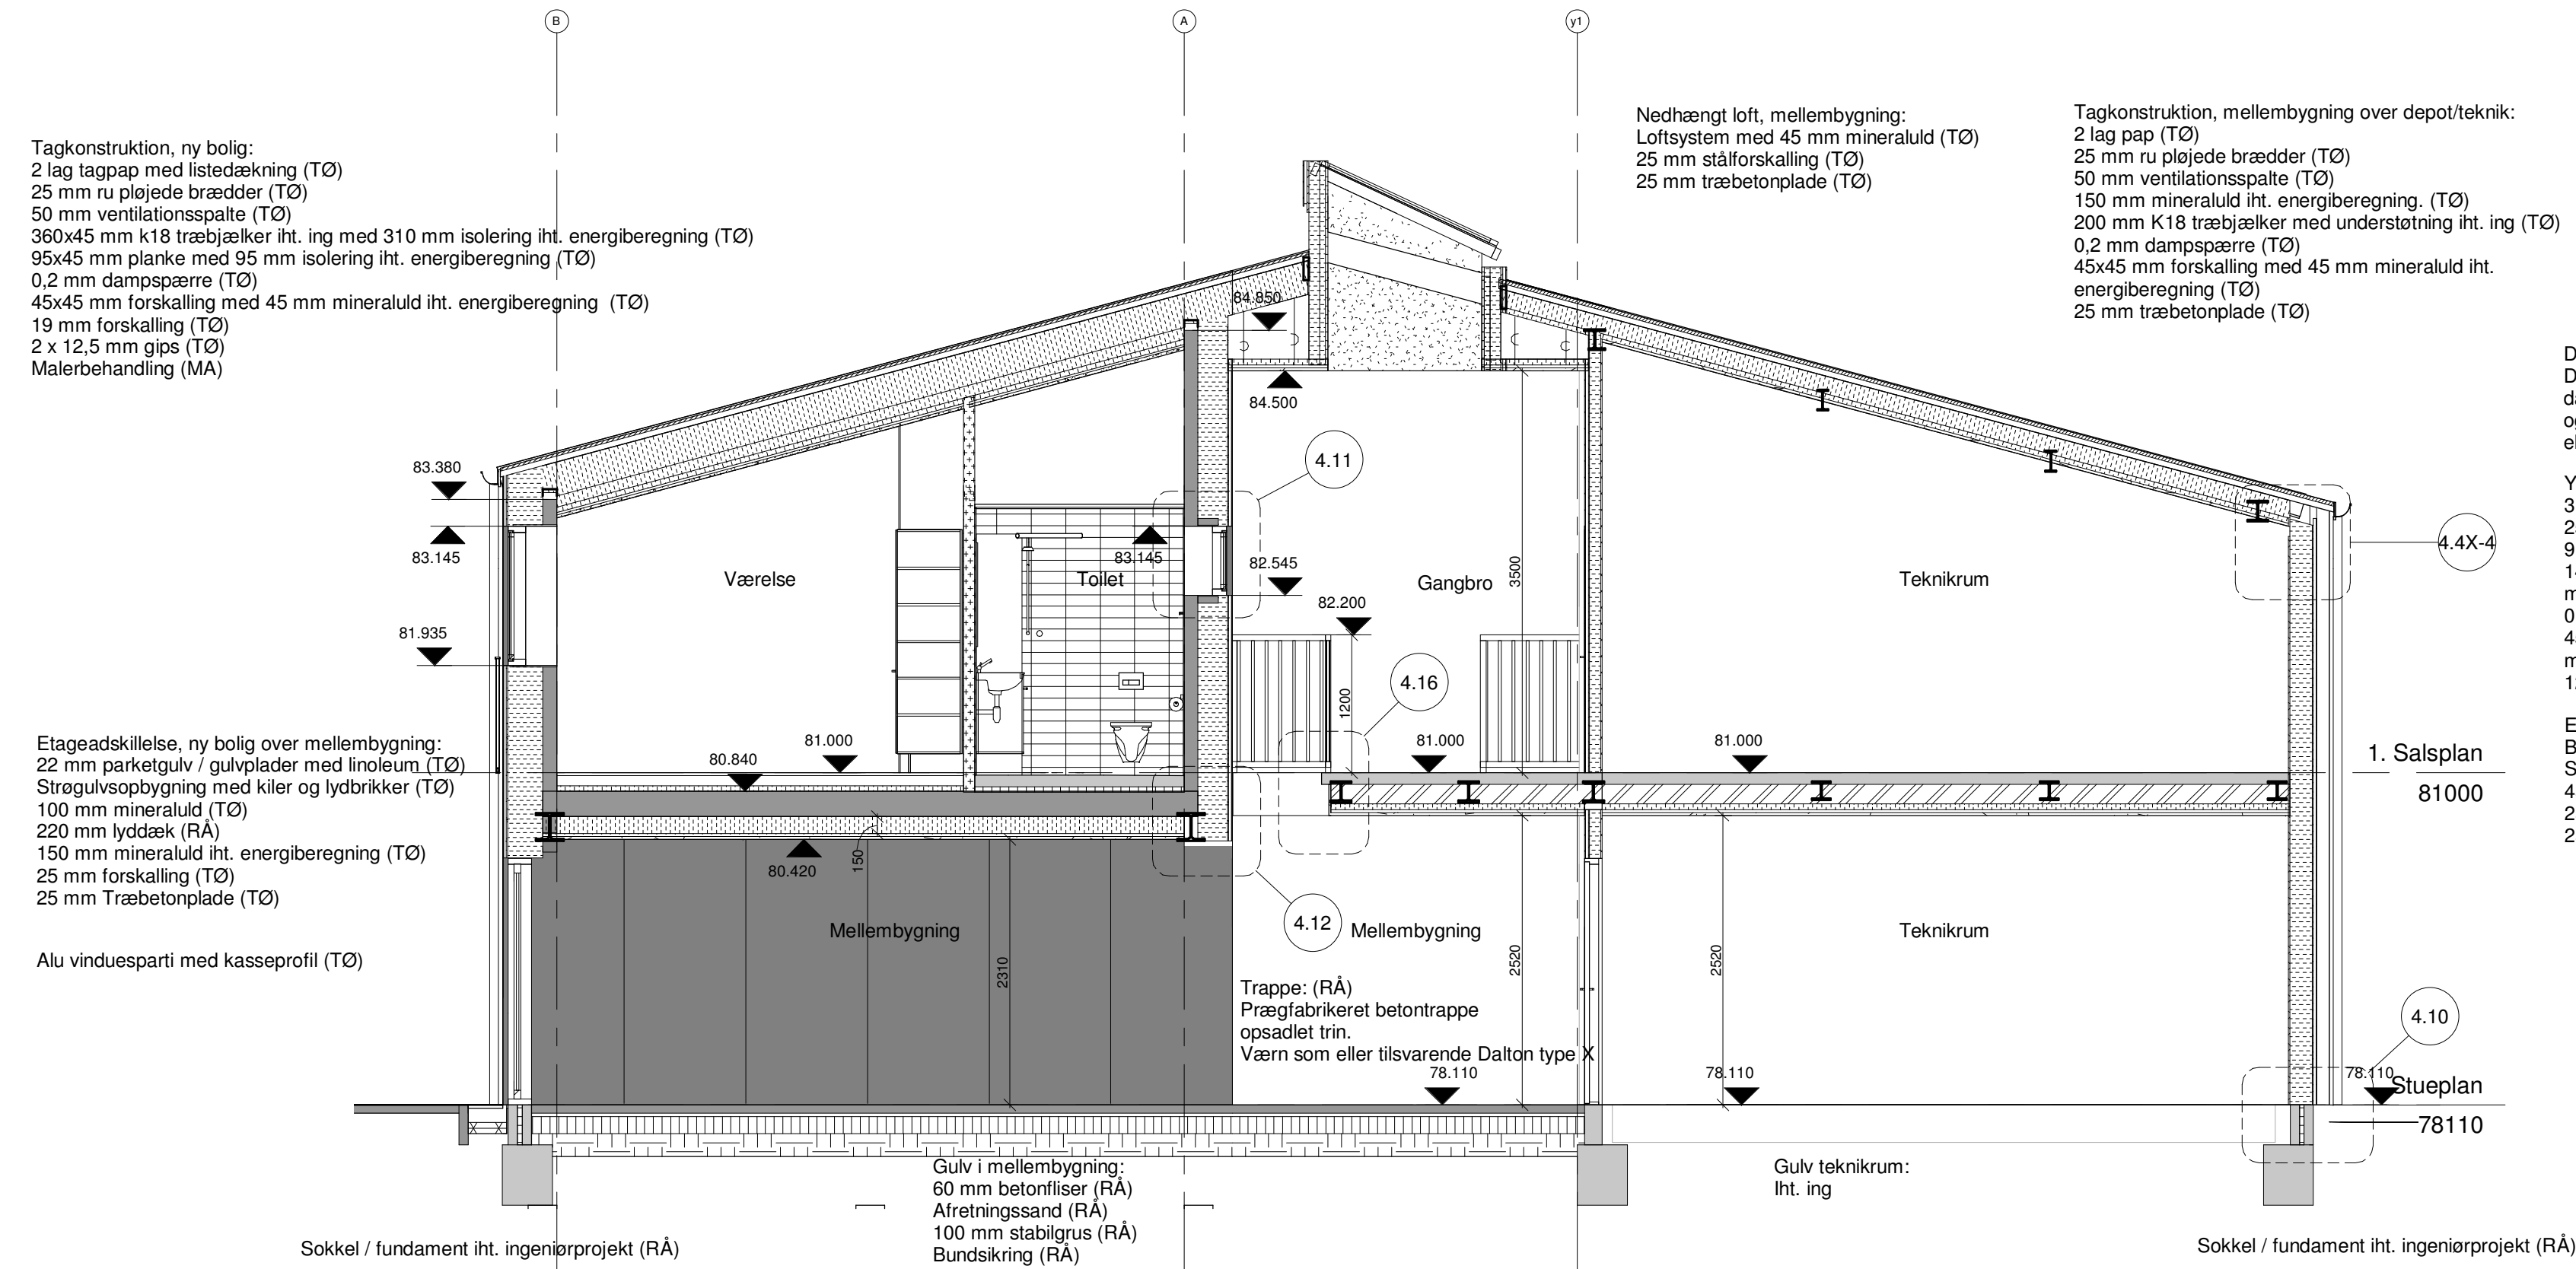 B
A
y1
Tagkonstruktion, ny bolig:
2 lag tagpap med listedækning (TØ)
25 mm ru pløjede brædder (TØ)
50 mm ventilationsspalte (TØ)
360x45 mm k18 træbjælker iht. ing med 310 mm isolering iht. energiberegning (TØ)
95x45 mm planke med 95 mm isolering iht. energiberegning (TØ)
0,2 mm dampspærre (TØ)
45x45 mm forskalling med 45 mm mineraluld iht. energiberegning (TØ)
19 mm forskalling (TØ)
2 x 12,5 mm gips (TØ)
Malerbehandling (MA)
Nedhængt loft, mellembygning:
Loftsystem med 45 mm mineraluld (TØ)
25 mm stålforskalling (TØ)
25 mm træbetonplade (TØ)
Tagkonstruktion, mellembygning over depot/teknik:
2 lag pap (TØ)
25 mm ru pløjede brædder (TØ)
50 mm ventilationsspalte (TØ)
150 mm mineraluld iht. energiberegning. (TØ)
200 mm K18 træbjælker med understøtning iht. ing (TØ)
0,2 mm dampspærre (TØ)
45x45 mm forskalling med 45 mm mineraluld iht.
energiberegning (TØ)
25 mm træbetonplade (TØ)
84.850
84.500
83.380
83.145
81.935
4.11
83.145
82.545
82.200
Værelse
Toilet
Gangbro
3500
Teknikrum
4.4X-4
4.16
1200
80.840
81.000
81.000
81.000
1. Salsplan
81000
Etageadskillelse, ny bolig over mellembygning:
22 mm parketgulv / gulvplader med linoleum (TØ)
Strøgulvsopbygning med kiler og lydbrikker (TØ)
100 mm mineraluld (TØ)
220 mm lyddæk (RÅ)
150 mm mineraluld iht. energiberegning (TØ)
25 mm forskalling (TØ)
25 mm Træbetonplade (TØ)
Alu vinduesparti med kasseprofil (TØ)
80.420
150
4.12
Mellembygning
Mellembygning
Teknikrum
2310
2520
2520
Trappe: (RÅ)
Prægfabrikeret betontrappe
opsadlet trin.
Værn som eller tilsvarende Dalton type X
78.110
78.110
78.110
4.10
Stueplan
78110
Gulv i mellembygning:
60 mm betonfliser (RÅ)
Afretningssand (RÅ)
100 mm stabilgrus (RÅ)
Bundsikring (RÅ)
Gulv teknikrum:
Iht. ing
Sokkel / fundament iht. ingeniørprojekt (RÅ)
Sokkel / fundament iht. ingeniørprojekt (RÅ)